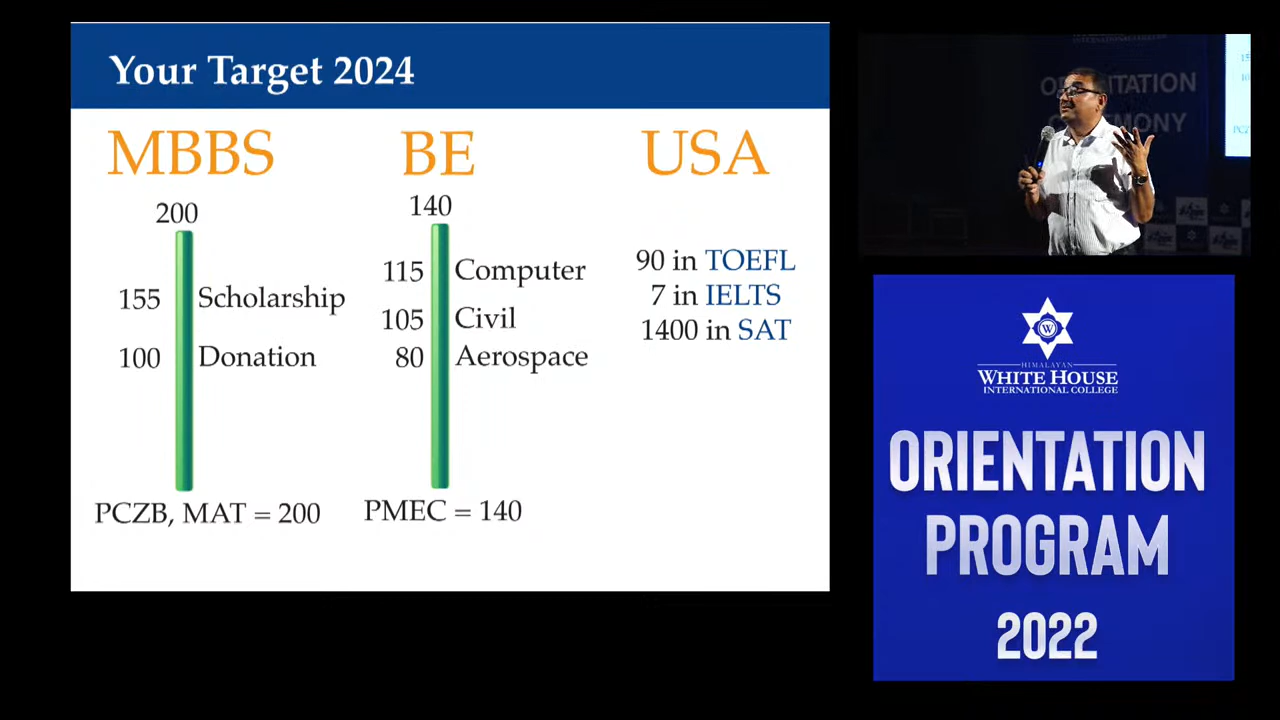 Your Target 2024
MBBS
200
155 Scholarship
100 Donation
PCZB, MAT = 200
BE
140
115 Computer
105 Civil
80 Aerospace
PMEC = 140
USA
90 in TOEFL
7 in IELTS
1400 in SAT
ORIENTATION
CEREMONY
W
HIMALAYAN
WHITE HOUSE
INTERNATIONAL COLLEGE
ORIENTATION
PROGRAM
2022